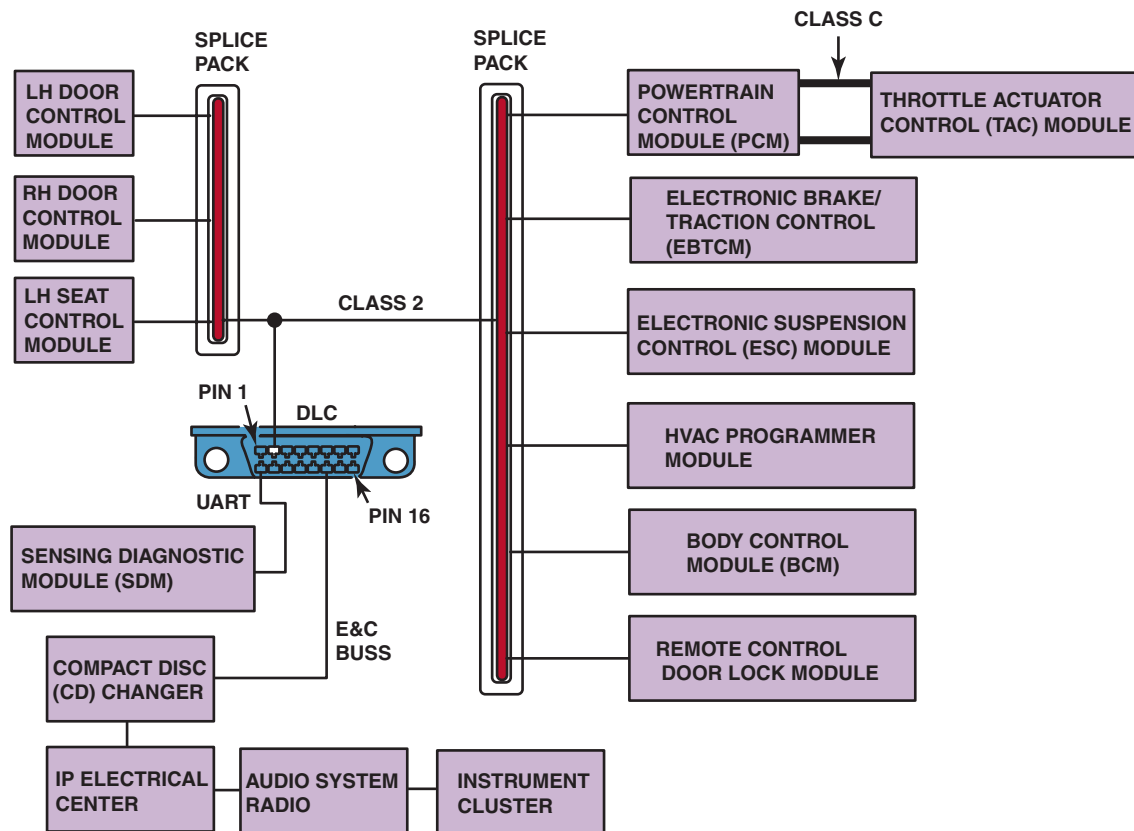 CLASS C
SPLICE
PACK
SPLICE
PACK
LH DOOR
CONTROL
MODULE
RH DOOR
CONTROL
MODULE
LH SEAT
CONTROL
MODULE
CLASS 2
POWERTRAIN
CONTROL
MODULE (PCM)
THROTTLE ACTUATOR
CONTROL (TAC) MODULE
ELECTRONIC BRAKE/
TRACTION CONTROL
(EBTCM)
ELECTRONIC SUSPENSION
CONTROL (ESC) MODULE
HVAC PROGRAMMER
MODULE
BODY CONTROL
MODULE (BCM)
REMOTE CONTROL
DOOR LOCK MODULE
PIN 1
DLC
UART
PIN 16
SENSING DIAGNOSTIC
MODULE (SDM)
E&C
BUSS
COMPACT DISC
(CD) CHANGER
IP ELECTRICAL
CENTER
AUDIO SYSTEM
RADIO
INSTRUMENT
CLUSTER